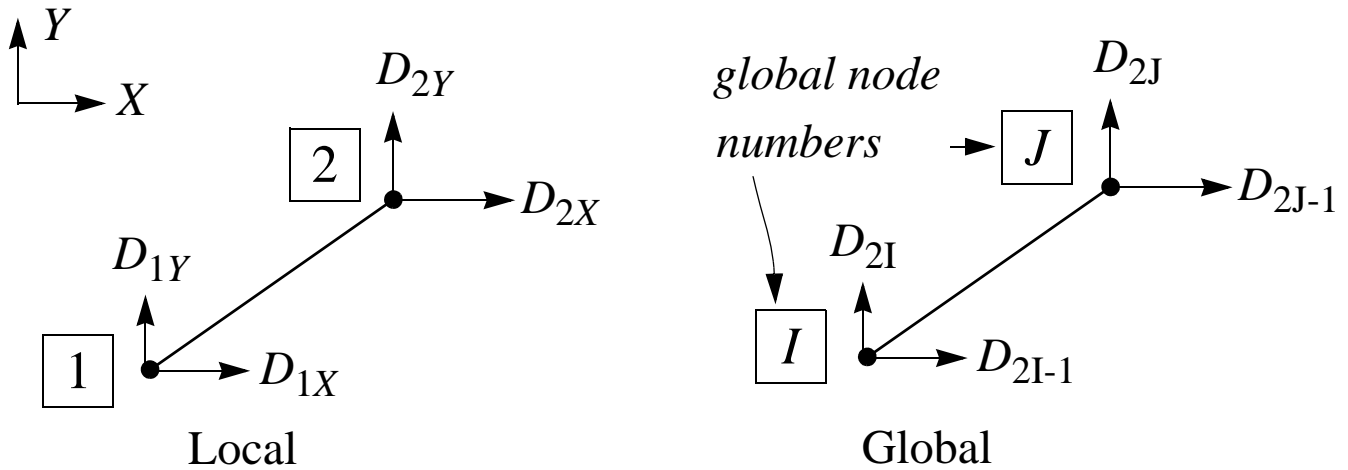 Y
X
D2Y
2
D2X
D1Y
1
D1X
Local
global node
numbers
D2J
J
D2J-1
D2I
I
D2I-1
Global